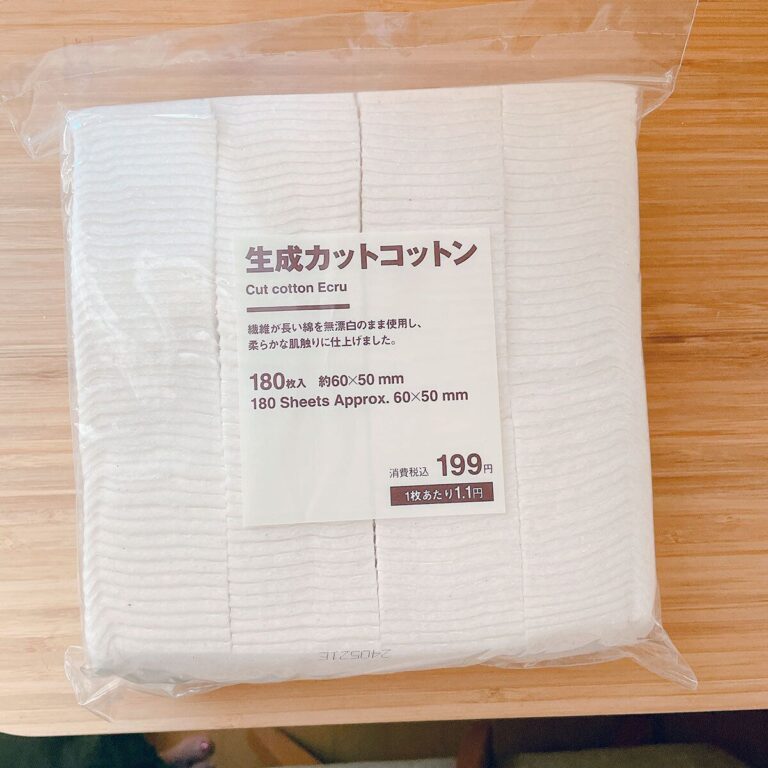 生成カットコットン
Cut cotton Ecru
繊維が長い綿を無漂白のまま使用し、
柔らかな肌触りに仕上げました。
180枚入 約60×50 mm
180 Sheets Approx. 60×50 mm
消費税込 199円
1枚あたり1.1円
240521E